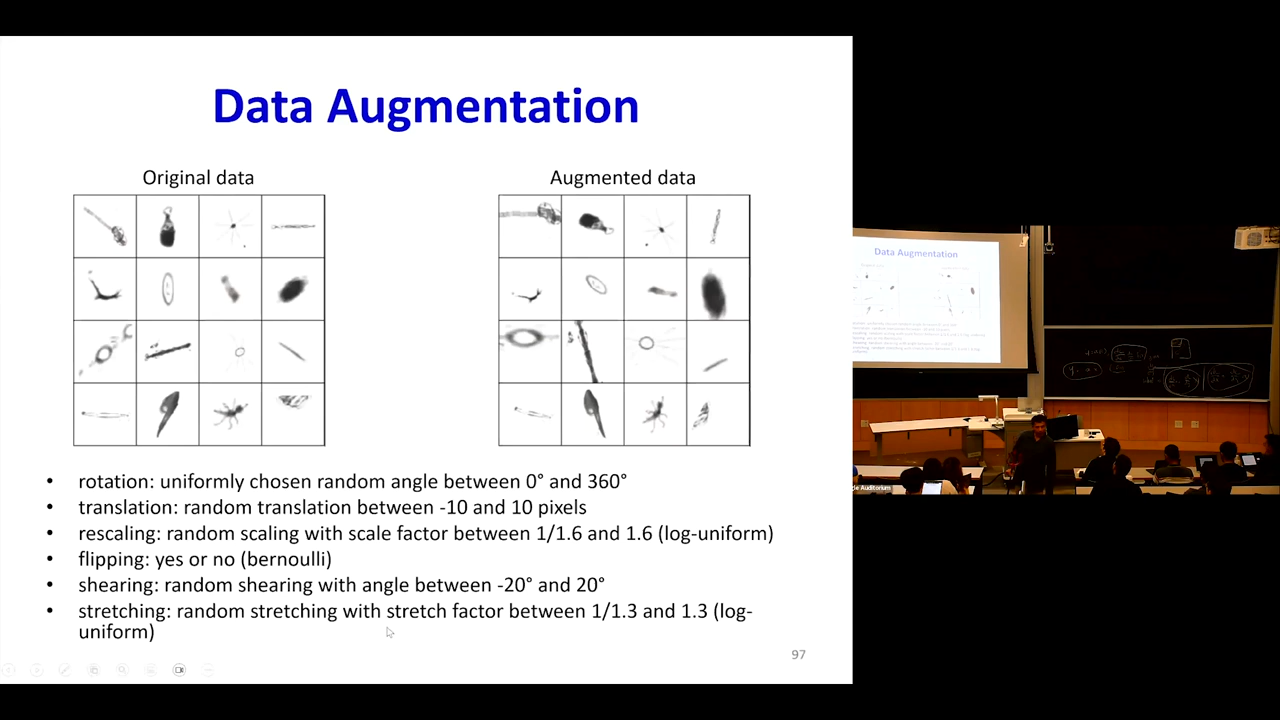 Data Augmentation
Original data
Augmented data
• rotation: uniformly chosen random angle between 0° and 360°
• translation: random translation between -10 and 10 pixels
• rescaling: random scaling with scale factor between 1/1.6 and 1.6 (log-uniform)
• flipping: yes or no (bernoulli)
• shearing: random shearing with angle between -20° and 20°
• stretching: random stretching with stretch factor between 1/1.3 and 1.3 (log-
uniform)
97
Data Augmentation
Auditorium